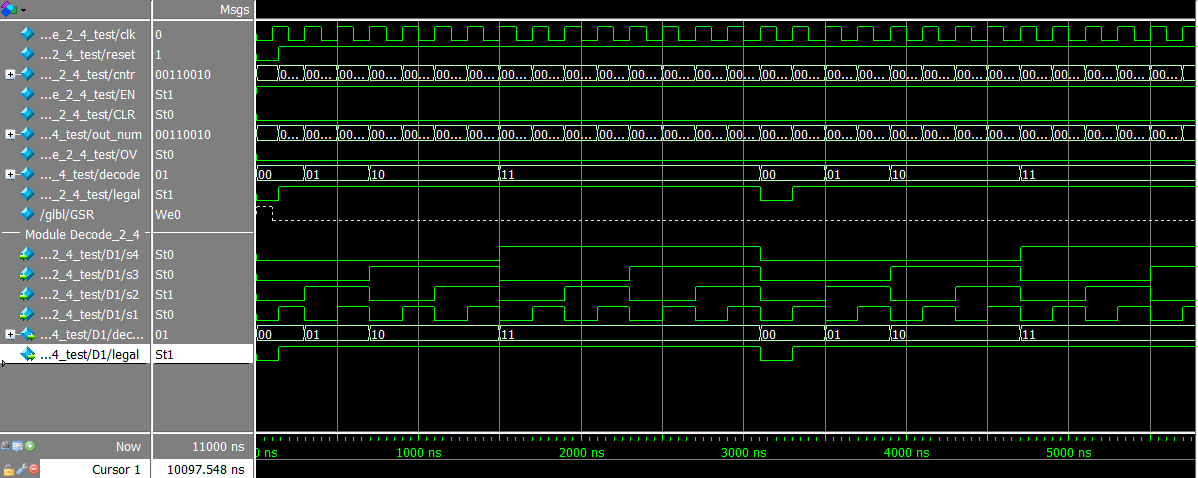 Msgs
...e_2_4_test/clk 0
...2_4_test/reset 1
..._2_4_test/cntr 00110010 0... 00... 00... 00... 00... 00... 00... 00... 00... 00... 00... 00... 00... 00... 00... 00... 00... 00... 00... 00... 00... 00... 00... 00... 00... 00... 00... 00...
...e_2_4_test/EN St1
..._2_4_test/CLR St0
...4_test/out_num 00110010 0... 00... 00... 00... 00... 00... 00... 00... 00... 00... 00... 00... 00... 00... 00... 00... 00... 00... 00... 00... 00... 00... 00... 00... 00... 00... 00... 00...
...e_2_4_test/OV St0
..._4_test/decode 01 00 01 10 11 00 01 10 11
..._2_4_test/legal St1
/glbl/GSR We0
Module Decode_2_4
...2_4_test/D1/s4 St0
...2_4_test/D1/s3 St0
...2_4_test/D1/s2 St1
...2_4_test/D1/s1 St0
...4_test/D1/dec... 01 00 01 10 11 00 01 10 11
...4_test/D1/legal St1
Now 11000 ns ns 1000 ns 2000 ns 3000 ns 4000 ns 5000 ns
Cursor 1 10097.548 ns